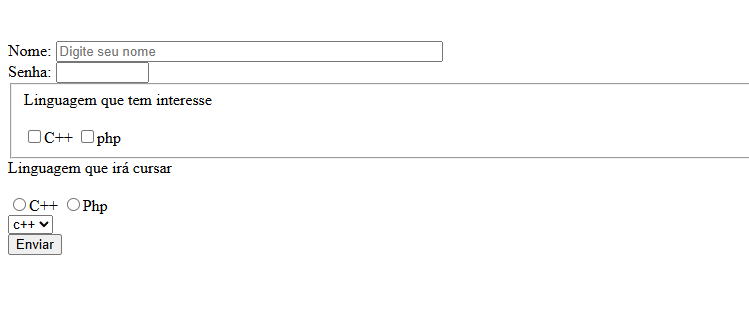 Nome: Digite seu nome
Senha:
Linguagem que tem interesse
C++ php
Linguagem que irá cursar
C++ Php
c++
Enviar